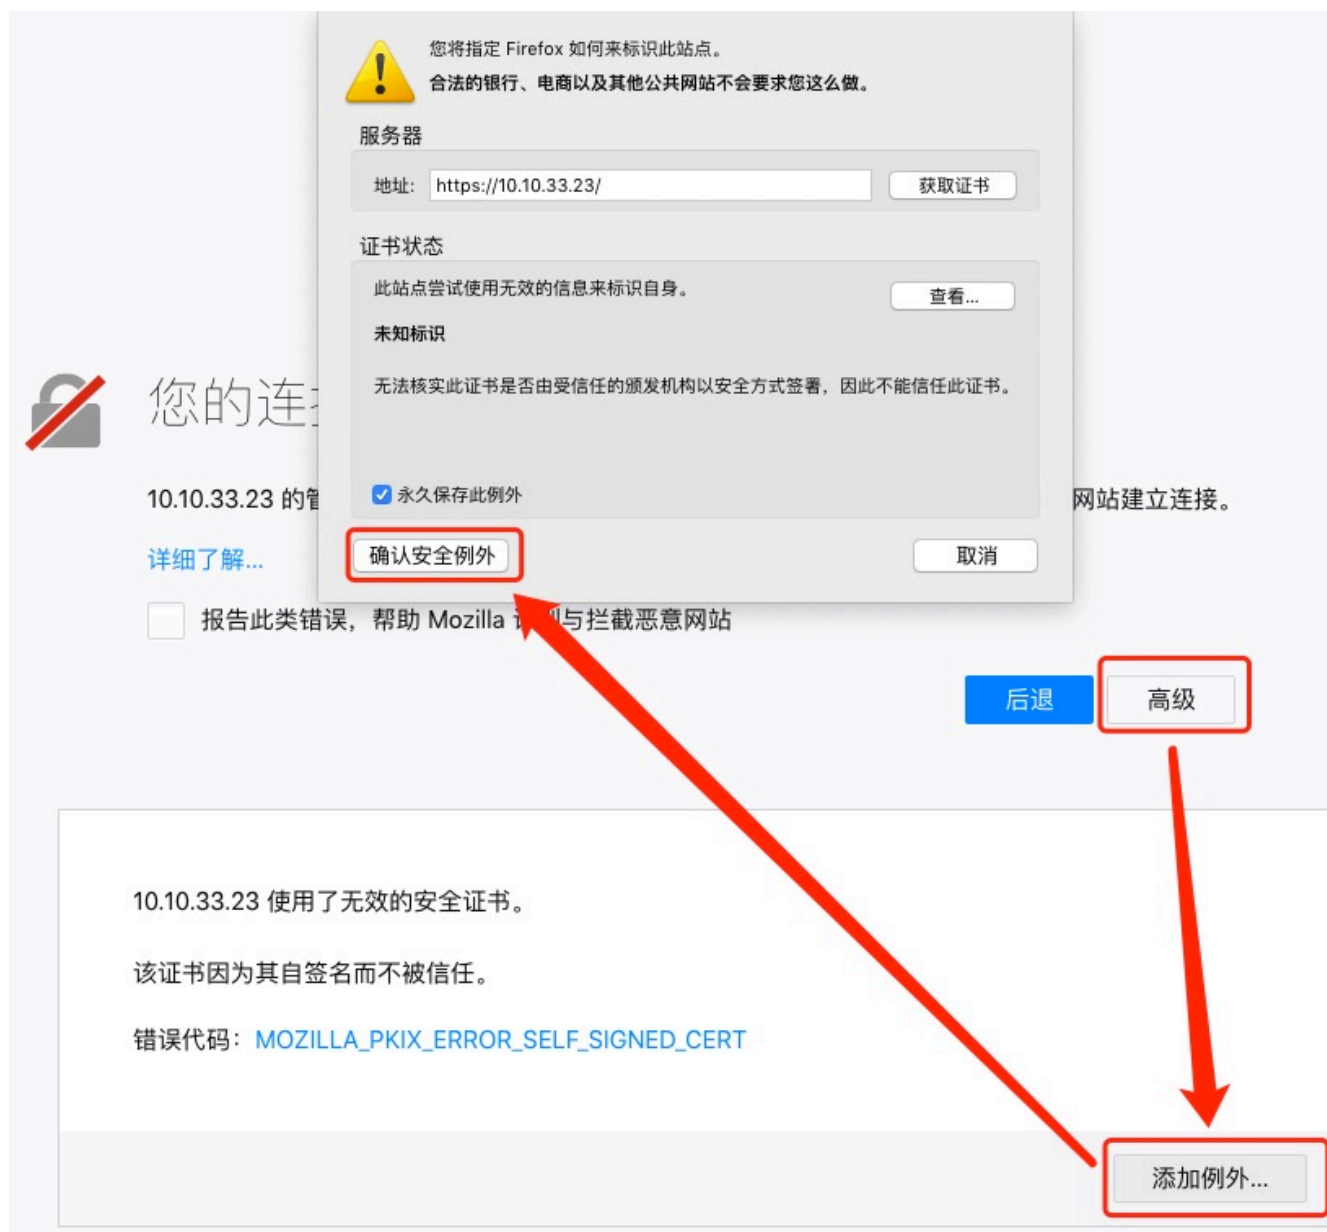 您将指定 Firefox 如何来标识此站点。
合法的银行、电商以及其他公共网站不会要求您这么做。
服务器
地址: https://10.10.33.23/ 获取证书
证书状态
此站点尝试使用无效的信息来标识自身。 查看...
未知标识
无法核实此证书是否由受信任的颁发机构以安全方式签署，因此不能信任此证书。
永久保存此例外
确认安全例外 取消
您的连
10.10.33.23 的 网站建立连接。
详细了解...
报告此类错误，帮助 Mozilla 与拦截恶意网站
后退 高级
10.10.33.23 使用了无效的安全证书。
该证书因为其自签名而不被信任。
错误代码：MOZILLA_PKIX_ERROR_SELF_SIGNED_CERT
添加例外...